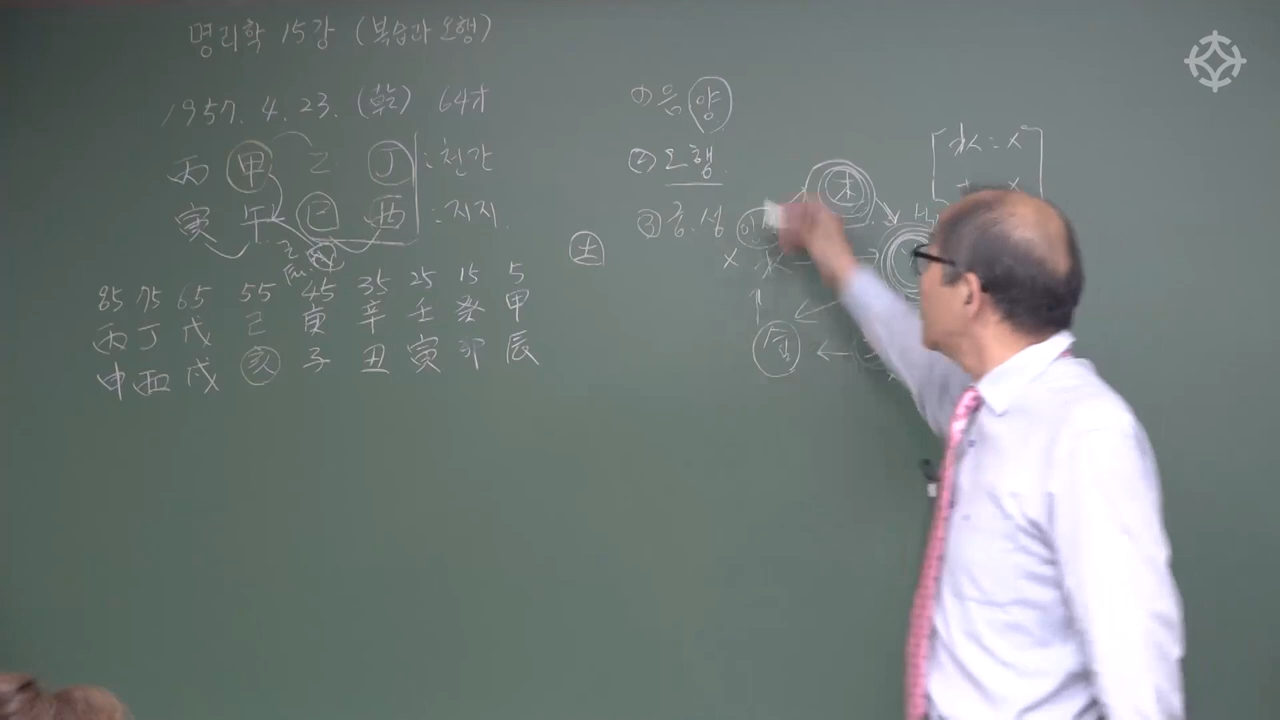 명리학 15강 (복습과 오행)
1957. 4. 23. (乾) 64才
丙 甲 乙 丁 : 천간
寅 午 巳 酉 : 지지
85 75 65 55 45 35 25 15 5
丙 丁 戊 己 庚 辛 壬 癸 甲
申 酉 戌 亥 子 丑 寅 卯 辰
① 음 양
② 오행
③ 음.성
土
木
x 水
金
水 = x
+ x